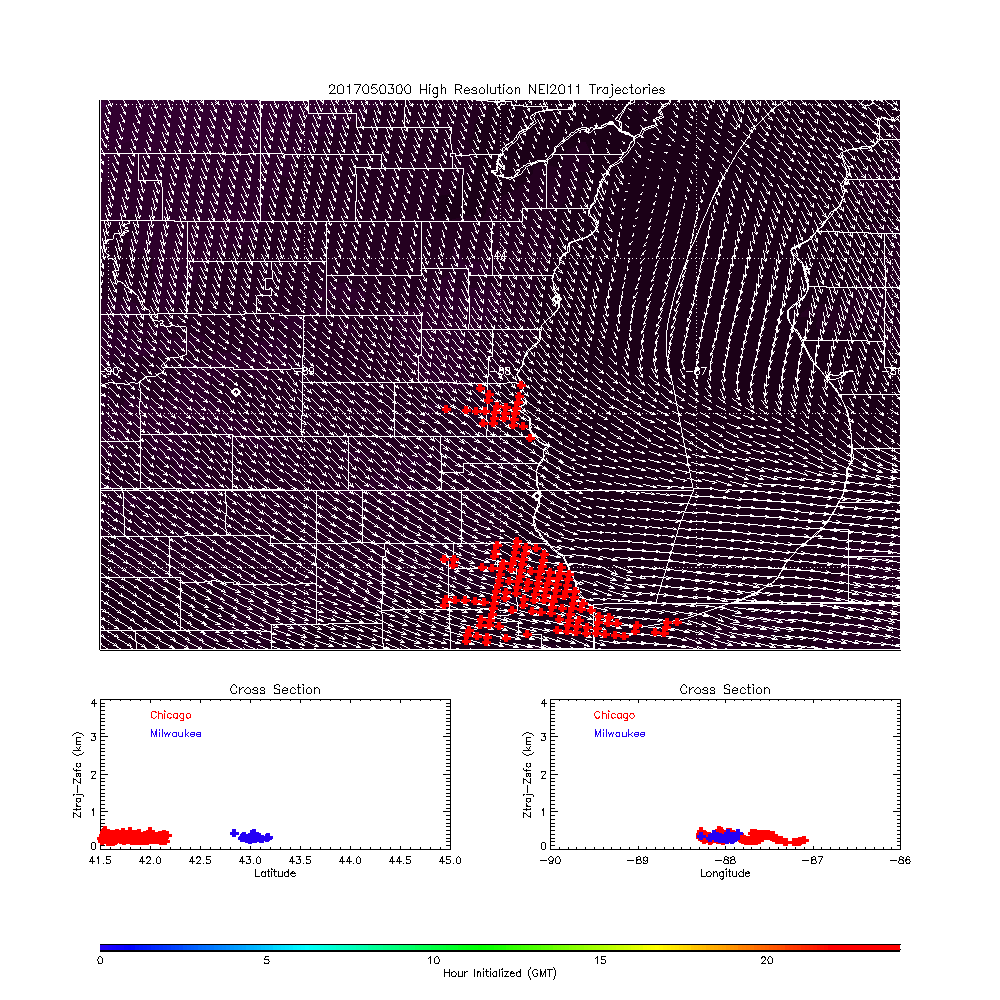 2017050300 High Resolution NEI2011 Trajectories
44
-90 -89 -88 -87 -86
Cross Section
Cross Section
4
3
2
1
0
Ztraj-Zsfc (km)
Chicago
Milwaukee
41.5 42.0 42.5 43.0 43.5 44.0 44.5 45.0
Latitude
4
3
2
1
0
Ztraj-Zsfc (km)
Chicago
Milwaukee
-90 -89 -88 -87 -86
Longitude
0 5 10 15 20
Hour Initialized (GMT)